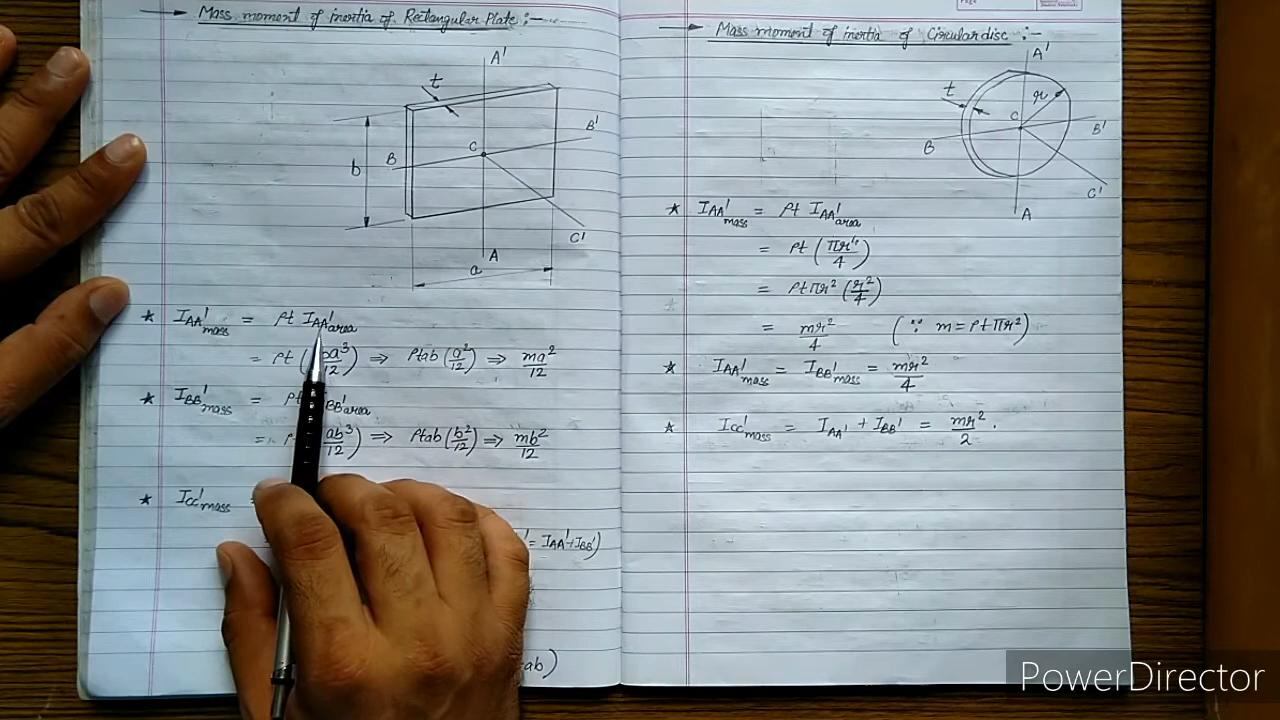 → Mass moment of inertia of Rectangular Plate :-
A'
t
B'
b
B
C
C'
A
a
* IAA'mass = ρt IAA'area
= ρt (ba³/12) ⇒ ρtab (a²/12) ⇒ ma²/12
* IBB'mass = ρt IBB'area
= ρt (ab³/12) ⇒ ρtab (b²/12) ⇒ mb²/12
* ICC'mass =
' = IAA' + IBB')
ab)
→ Mass moment of inertia of Circular disc :-
A'
t
r
C
B'
B
C'
A
* IAA'mass = ρt IAA'area
= ρt (πr⁴/4)
= ρtπr² (r²/4)
= mr²/4 (∵ m = ρtπr²)
* IAA'mass = IBB'mass = mr²/4
* ICC'mass = IAA' + IBB' = mr²/2 .
PowerDirector